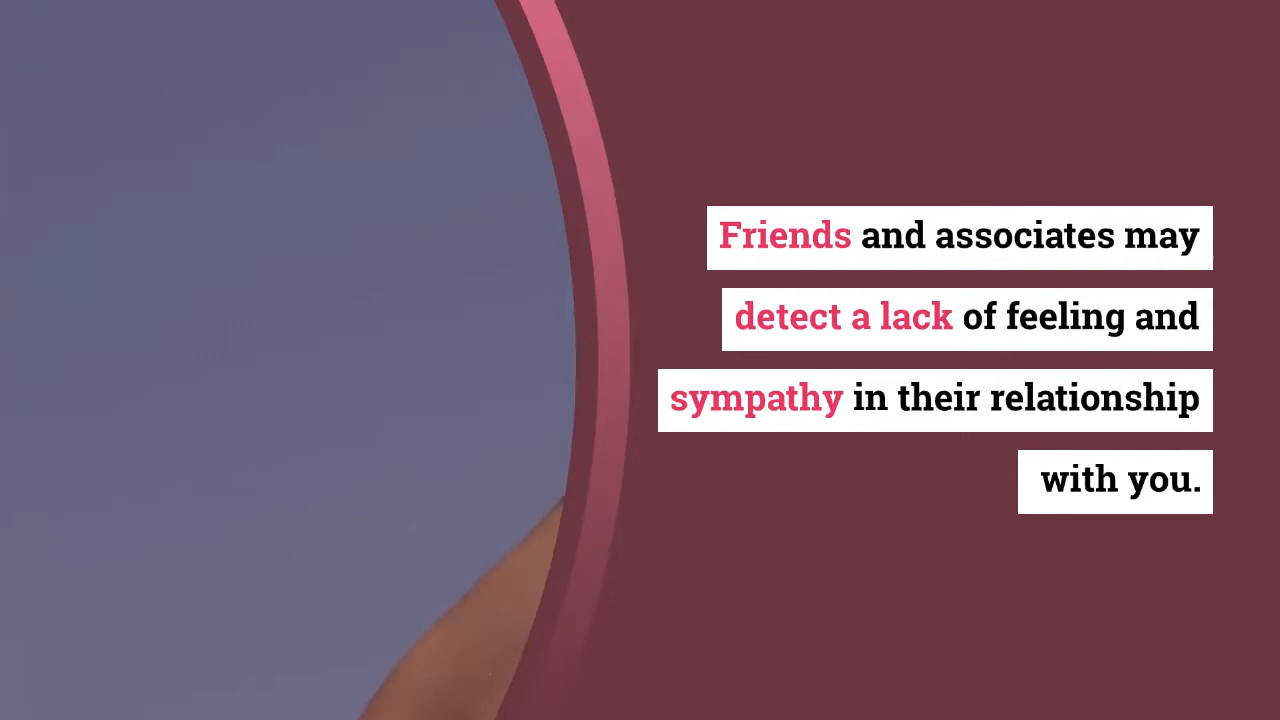 Friends and associates may
detect a lack of feeling and
sympathy in their relationship
with you.